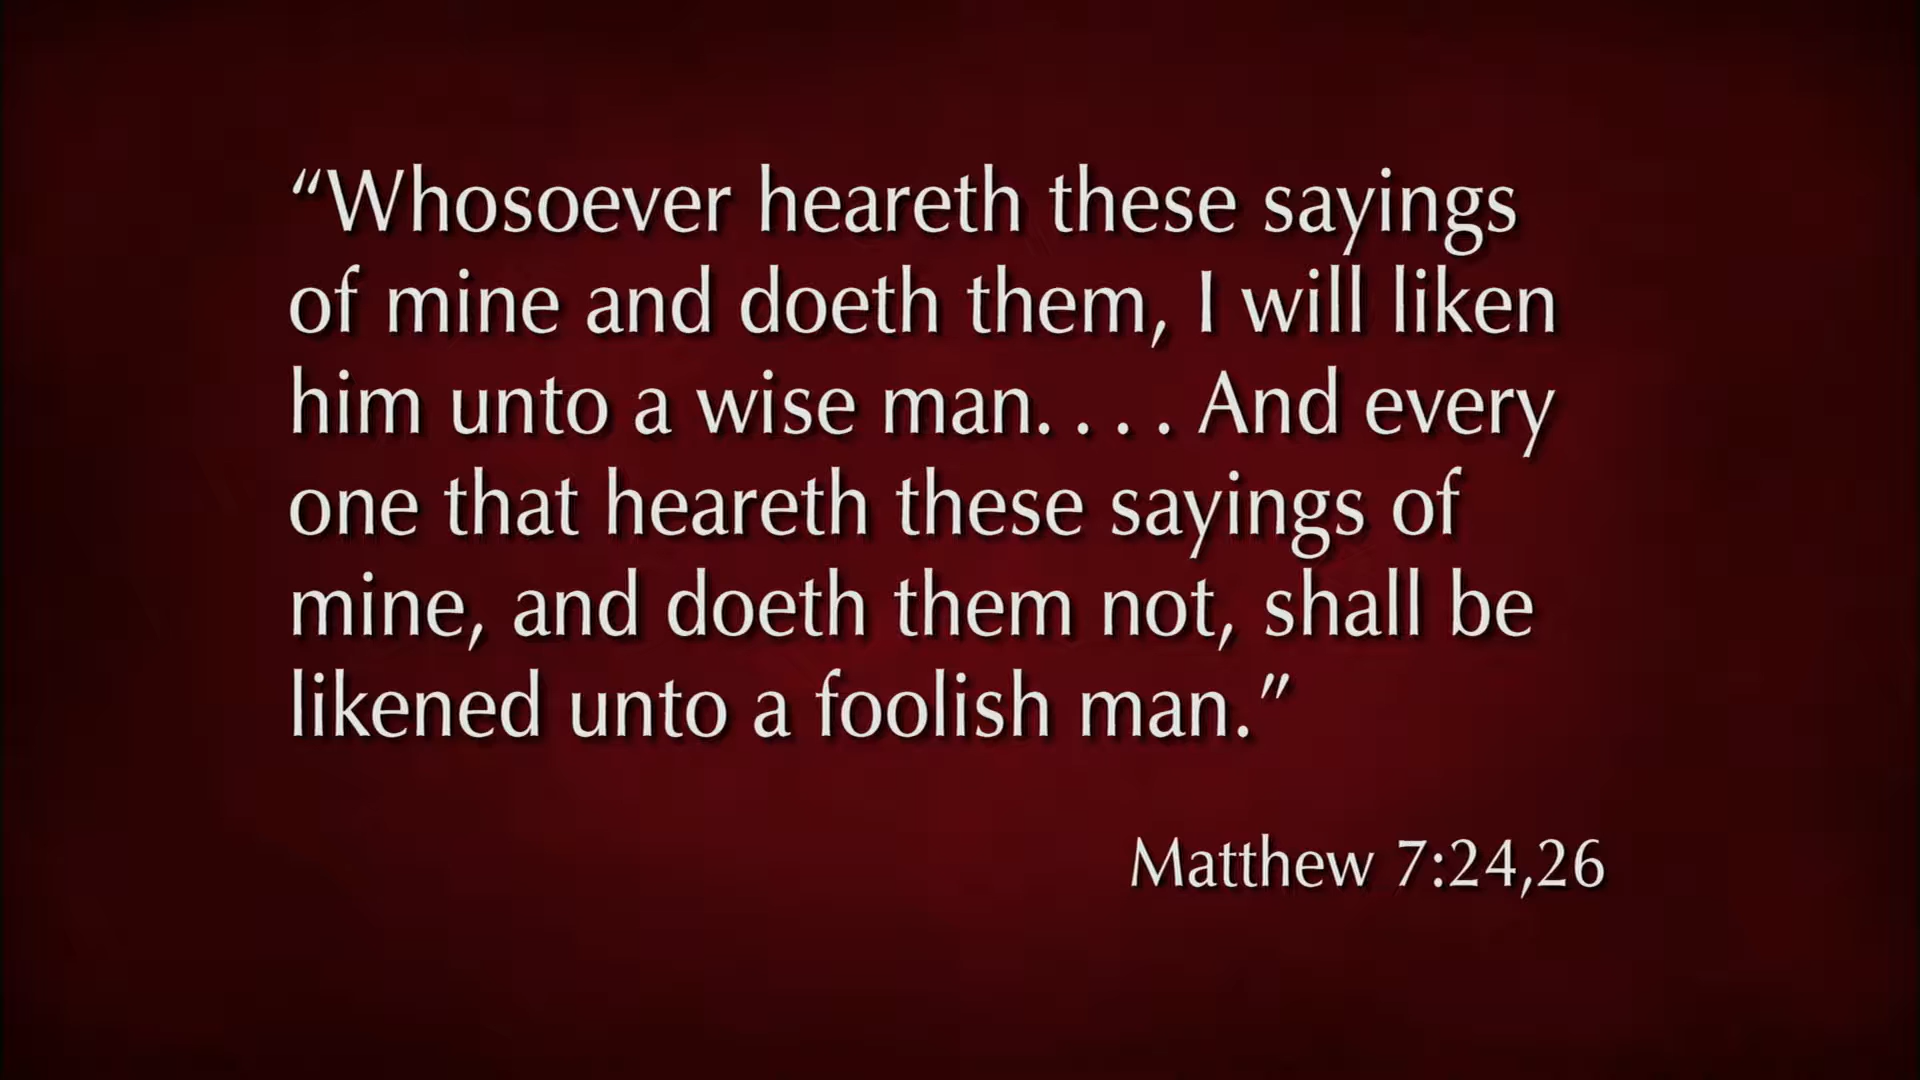 “Whosoever heareth these sayings
of mine and doeth them, I will liken
him unto a wise man. . . . And every
one that heareth these sayings of
mine, and doeth them not, shall be
likened unto a foolish man.”
Matthew 7:24,26